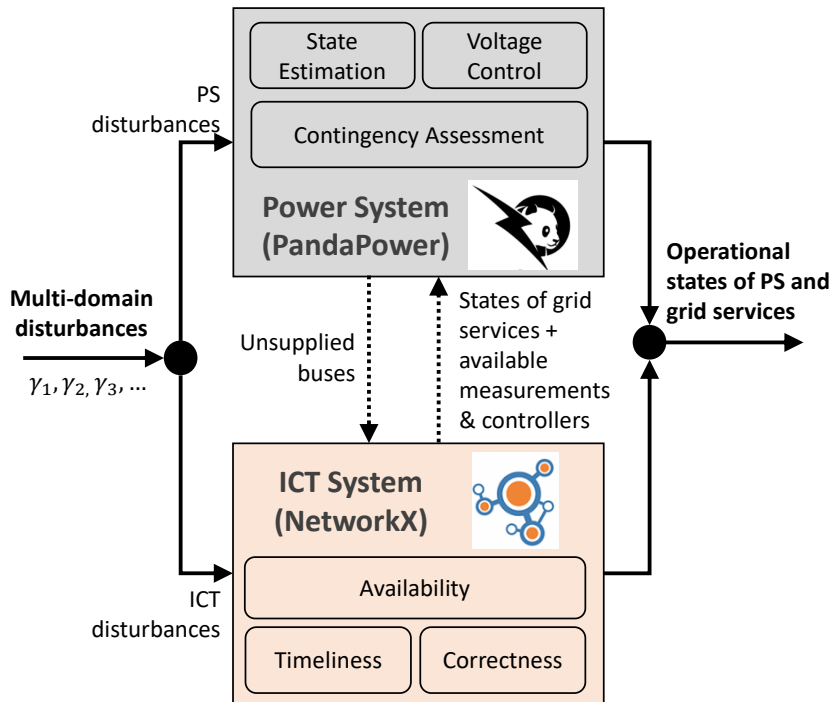 State
Estimation
Voltage
Control
Contingency Assessment
Power System
(PandaPower)
PS
disturbances
Multi-domain
disturbances
γ₁, γ₂, γ₃, ...
Unsupplied
buses
States of grid
services +
available
measurements
& controllers
Operational
states of PS and
grid services
ICT System
(NetworkX)
Availability
Timeliness
Correctness
ICT
disturbances